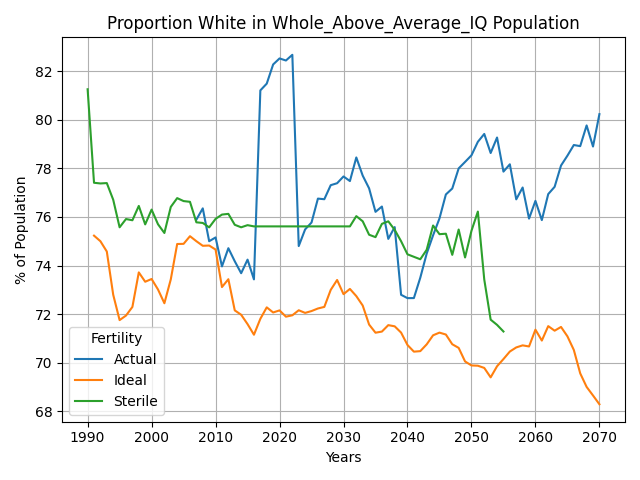 Proportion White in Whole_Above_Average_IQ Population
% of Population
82
80
78
76
74
72
70
68
Fertility
Actual
Ideal
Sterile
1990 2000 2010 2020 2030 2040 2050 2060 2070
Years